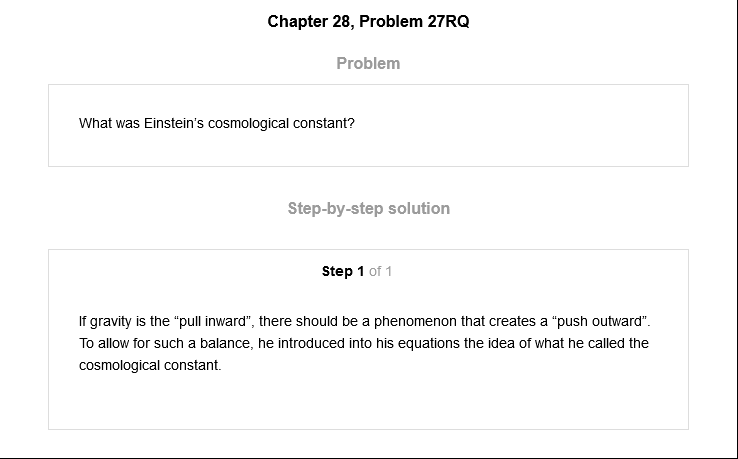 Chapter 28, Problem 27RQ
Problem
What was Einstein’s cosmological constant?
Step-by-step solution
Step 1 of 1
If gravity is the “pull inward”, there should be a phenomenon that creates a “push outward”.
To allow for such a balance, he introduced into his equations the idea of what he called the
cosmological constant.